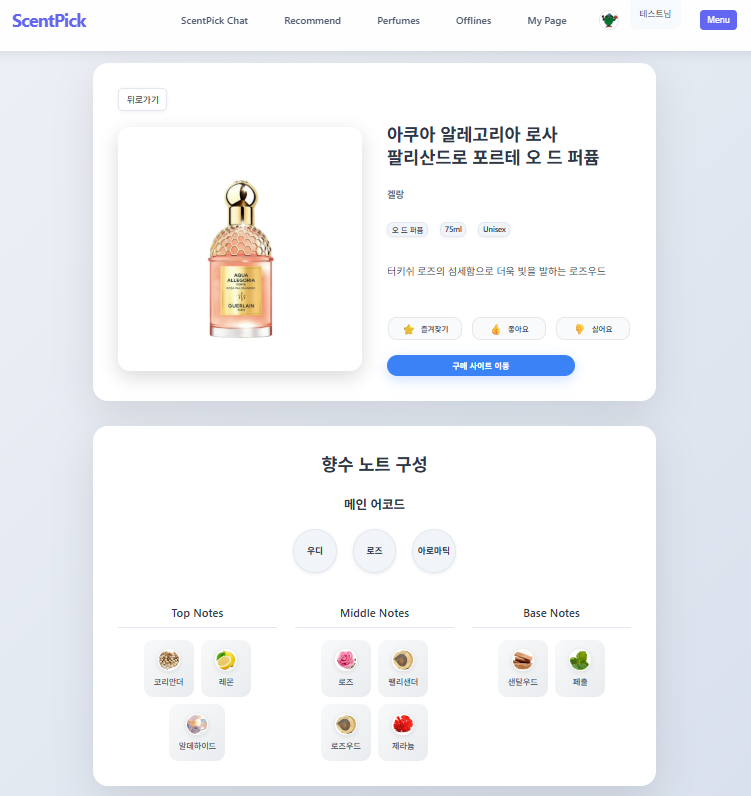 ScentPick
ScentPick Chat
Recommend
Perfumes
Offlines
My Page
테스트님
Menu
뒤로가기
AQUA
ALLEGORIA
FORTE
GUERLAIN
PARIS
아쿠아 알레고리아 로사
팔리산드로 포르테 오 드 퍼퓸
겔랑
오 드 퍼퓸
75ml
Unisex
터키쉬 로즈의 섬세함으로 더욱 빛을 발하는 로즈우드
즐겨찾기
좋아요
싫어요
구매 사이트 이동
향수 노트 구성
메인 어코드
우디
로즈
아로마틱
Top Notes
코리안더
레몬
알데하이드
Middle Notes
로즈
팰리샌더
로즈우드
제라늄
Base Notes
샌달우드
페출